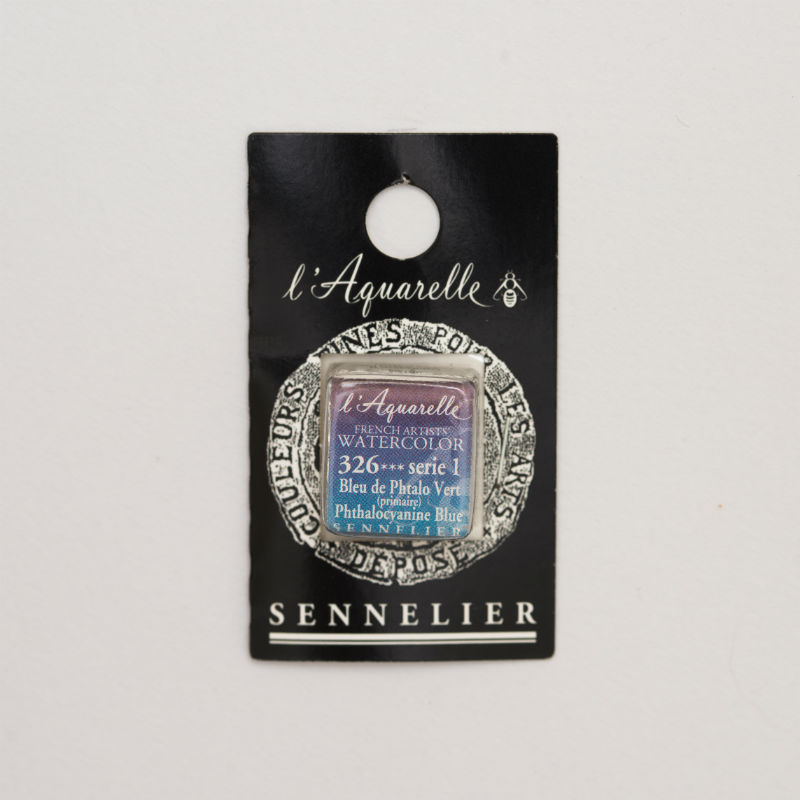 l'Aquarelle
COULEURS FINES POUR LES ARTS
DÉPOSÉ
l'Aquarelle
FRENCH ARTISTS'
WATERCOLOR
326*** serie 1
Bleu de Phtalo Vert
(primaire)
Phthalocyanine Blue
SENNELIER
SENNELIER